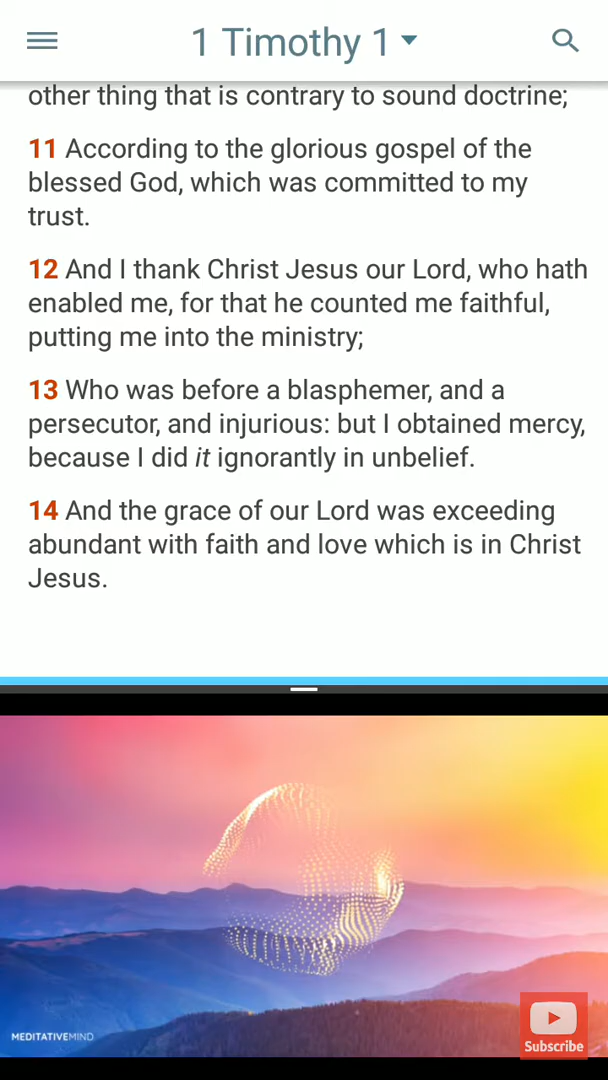 1 Timothy 1
other thing that is contrary to sound doctrine;
11 According to the glorious gospel of the
blessed God, which was committed to my
trust.
12 And I thank Christ Jesus our Lord, who hath
enabled me, for that he counted me faithful,
putting me into the ministry;
13 Who was before a blasphemer, and a
persecutor, and injurious: but I obtained mercy,
because I did it ignorantly in unbelief.
14 And the grace of our Lord was exceeding
abundant with faith and love which is in Christ
Jesus.
MEDITATIVEMIND
Subscribe